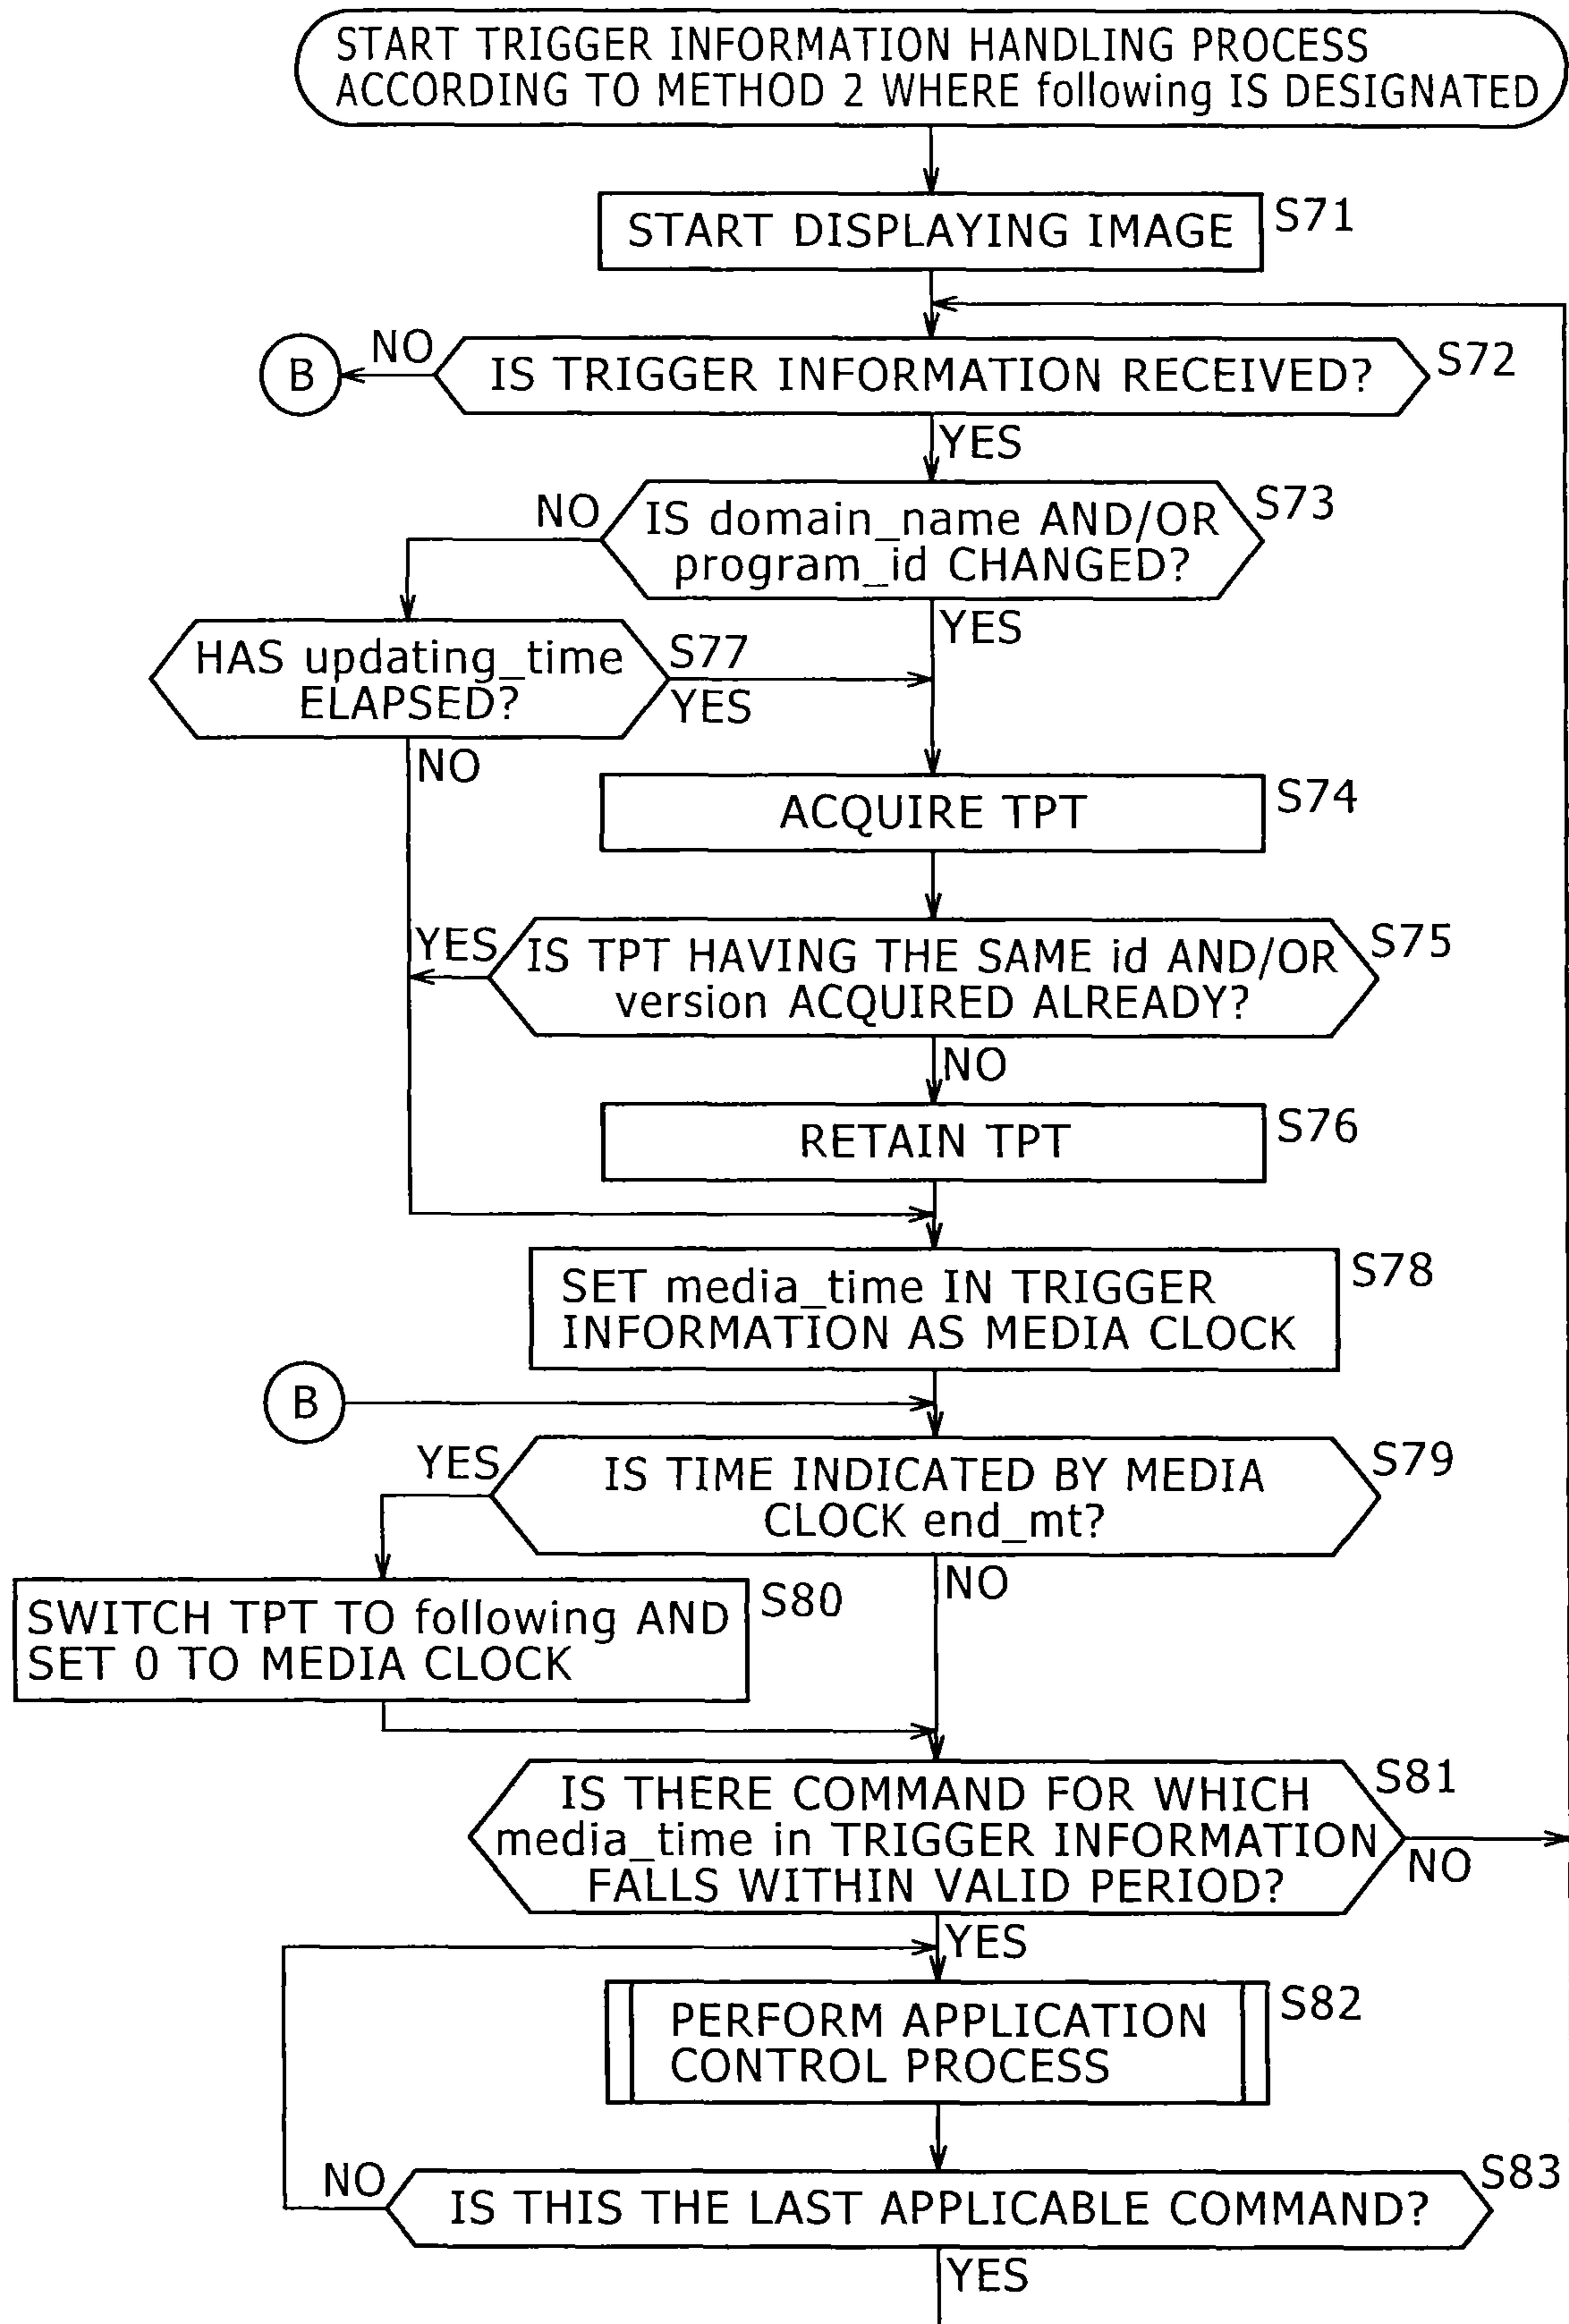 START TRIGGER INFORMATION HANDLING PROCESS
ACCORDING TO METHOD 2 WHERE following IS DESIGNATED
START DISPLAYING IMAGE
S71
B
NO
IS TRIGGER INFORMATION RECEIVED?
S72
YES
NO
IS domain_name AND/OR
program_id CHANGED?
S73
YES
HAS updating_time
ELAPSED?
S77
YES
NO
ACQUIRE TPT
S74
YES
IS TPT HAVING THE SAME id AND/OR
version ACQUIRED ALREADY?
S75
NO
RETAIN TPT
S76
SET media_time IN TRIGGER
INFORMATION AS MEDIA CLOCK
S78
B
YES
IS TIME INDICATED BY MEDIA
CLOCK end_mt?
S79
NO
SWITCH TPT TO following AND
SET 0 TO MEDIA CLOCK
S80
IS THERE COMMAND FOR WHICH
media_time in TRIGGER INFORMATION
FALLS WITHIN VALID PERIOD?
S81
NO
YES
PERFORM APPLICATION
CONTROL PROCESS
S82
NO
IS THIS THE LAST APPLICABLE COMMAND?
S83
YES